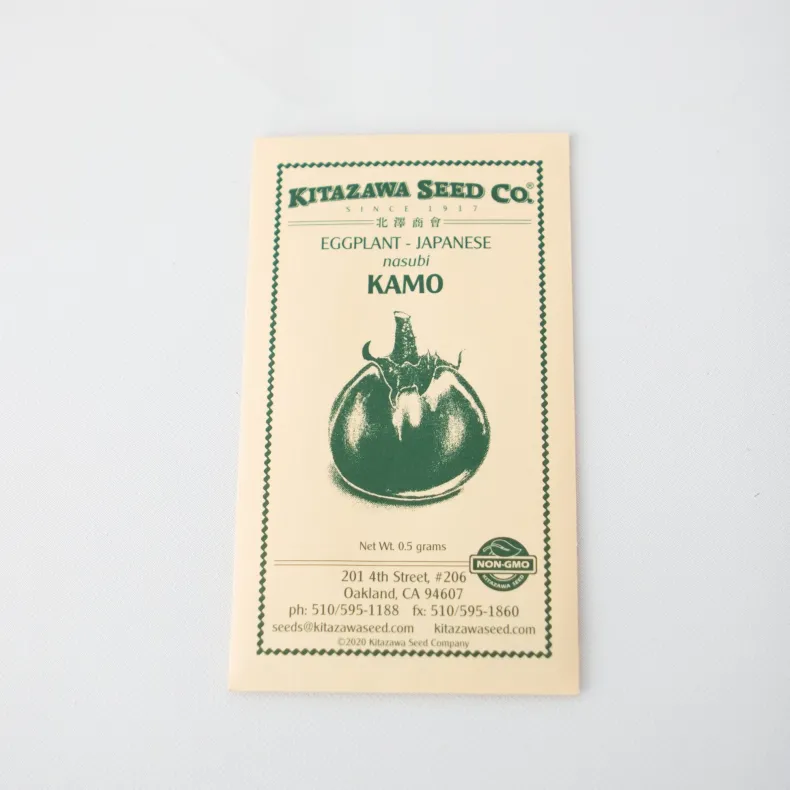 KITAZAWA SEED CO.®
SINCE 1917
北澤商會
EGGPLANT - JAPANESE
nasubi
KAMO
Net Wt. 0.5 grams
NON-GMO
KITAZAWA SEED
201 4th Street, #206
Oakland, CA 94607
ph: 510/595-1188 fx: 510/595-1860
seeds@kitazawaseed.com kitazawaseed.com
©2020 Kitazawa Seed Company